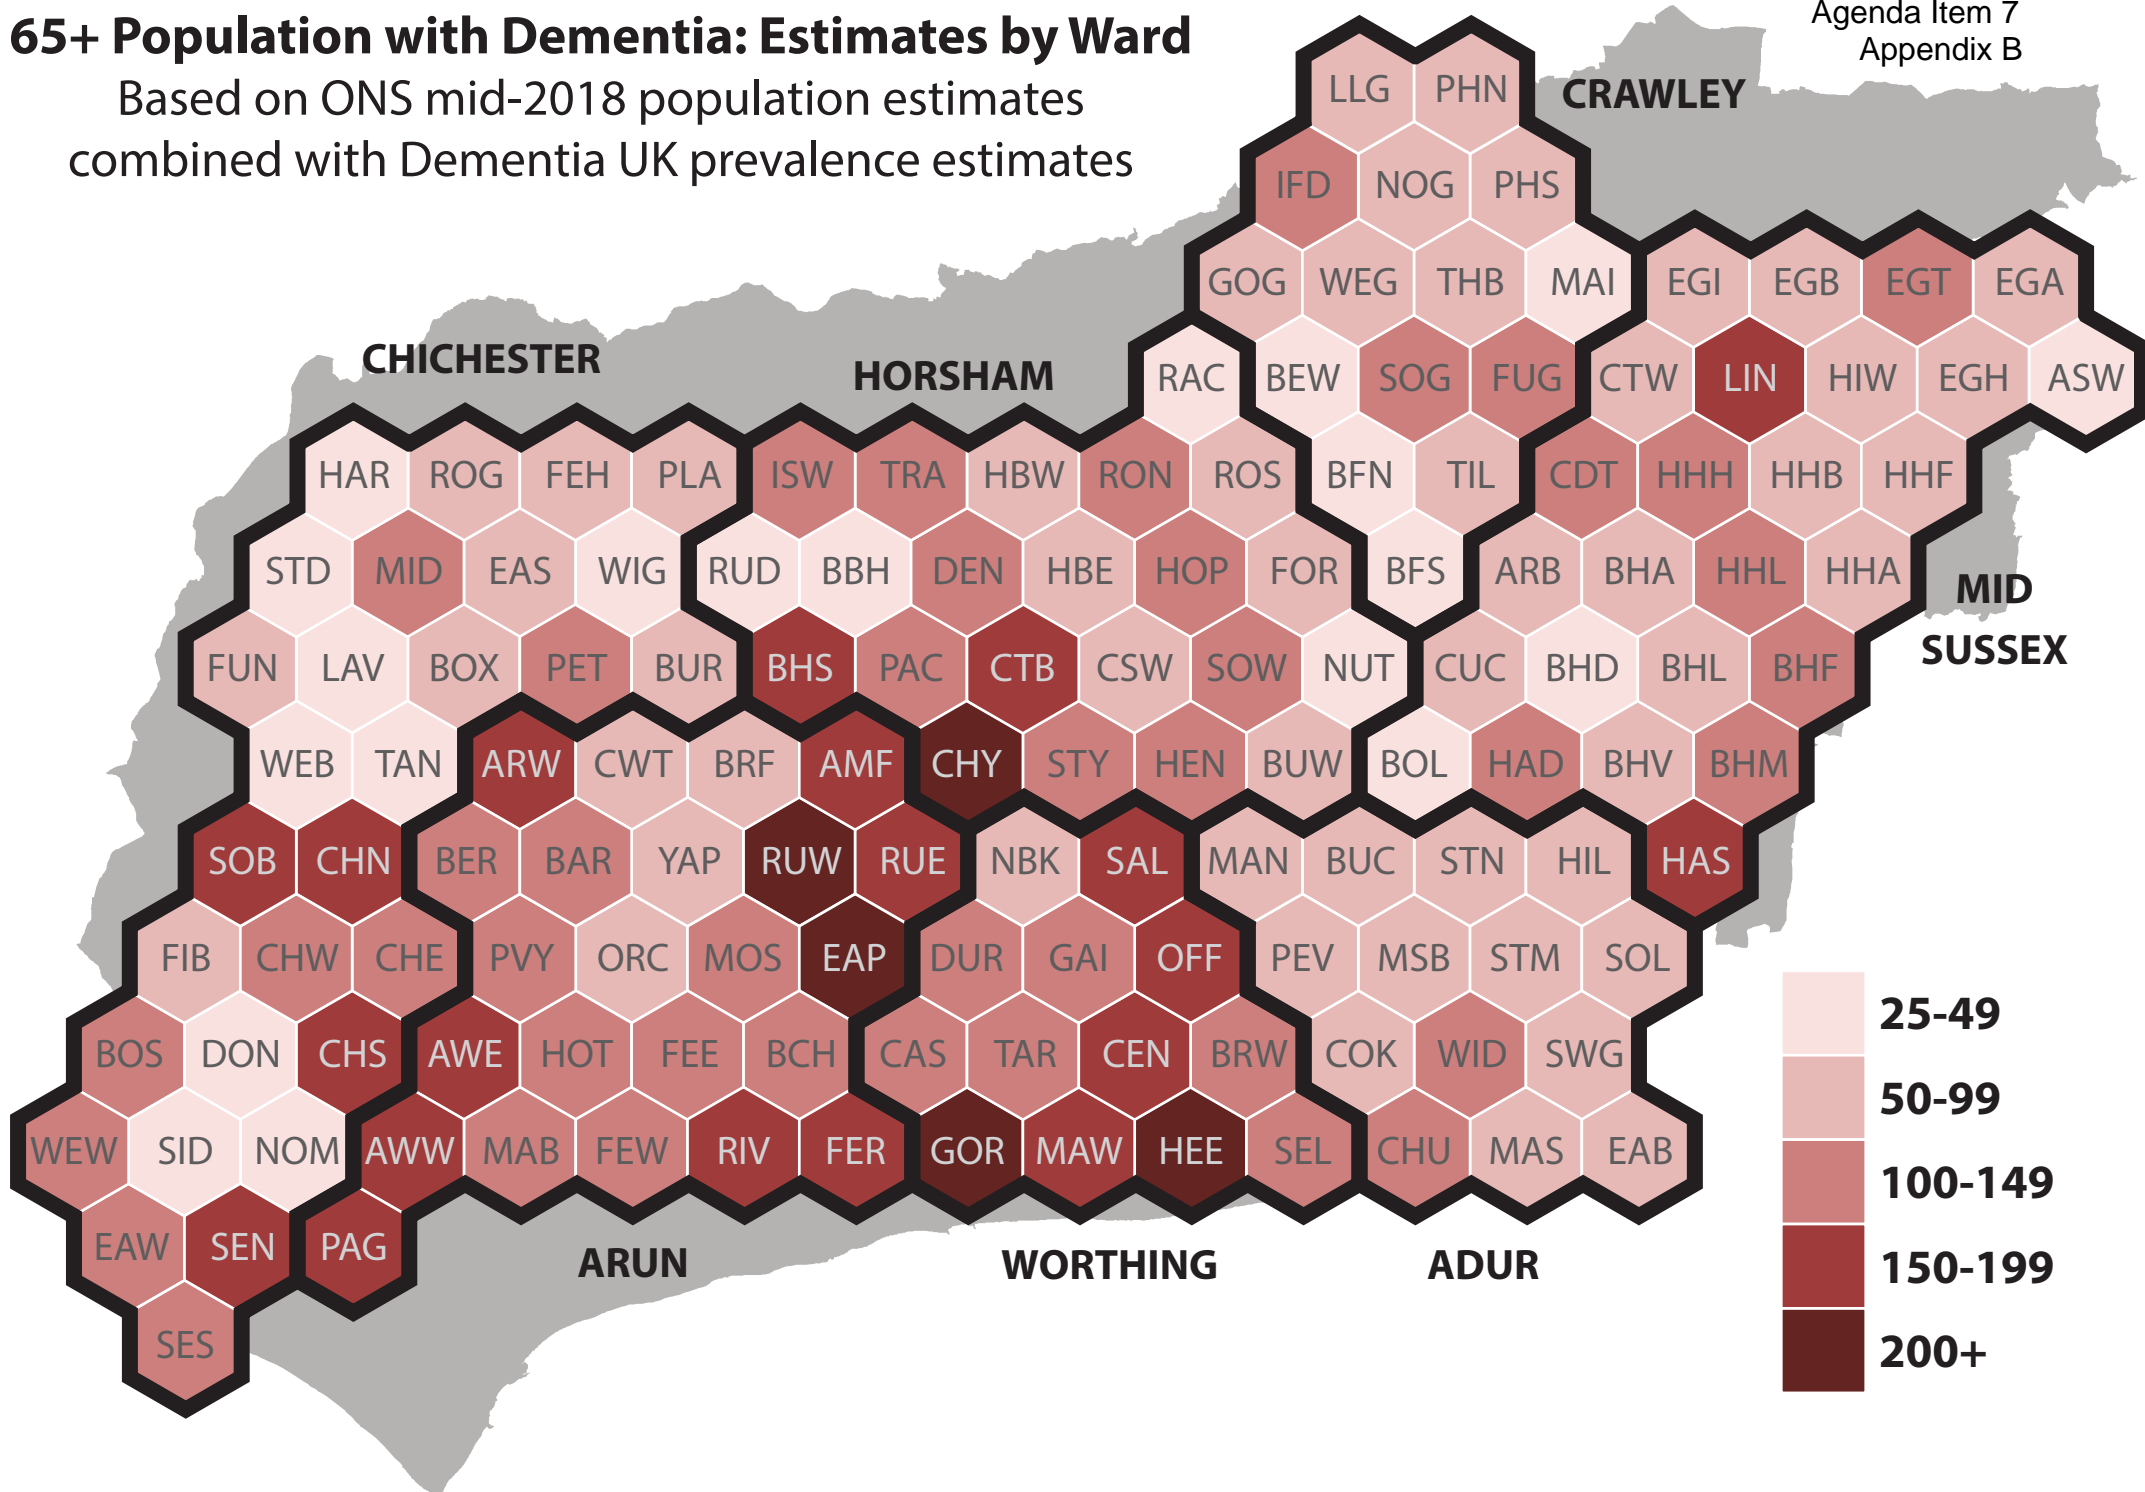 65+ Population with Dementia: Estimates by Ward
Based on ONS mid-2018 population estimates
combined with Dementia UK prevalence estimates
Agenda Item 7
Appendix B
LLG PHN
CRAWLEY
IFD NOG PHS
GOG WEG THB MAI EGI EGB EGT EGA
CHICHESTER
HORSHAM
RAC BEW SOG FUG CTW LIN HIW EGH ASW
HAR ROG FEH PLA ISW TRA HBW RON ROS BFN TIL CDT HHH HHB HHF
STD MID EAS WIG RUD BBH DEN HBE HOP FOR BFS ARB BHA HHL HHA
MID
SUSSEX
FUN LAV BOX PET BUR BHS PAC CTB CSW SOW NUT CUC BHD BHL BHF
WEB TAN ARW CWT BRF AMF CHY STY HEN BUW BOL HAD BHV BHM
SOB CHN BER BAR YAP RUW RUE NBK SAL MAN BUC STN HIL HAS
FIB CHW CHE PVY ORC MOS EAP DUR GAI OFF PEV MSB STM SOL
BOS DON CHS AWE HOT FEE BCH CAS TAR CEN BRW COK WID SWG
WEW SID NOM AWW MAB FEW RIV FER GOR MAW HEE SEL CHU MAS EAB
EAW SEN PAG
ARUN
WORTHING
ADUR
SES
25-49
50-99
100-149
150-199
200+